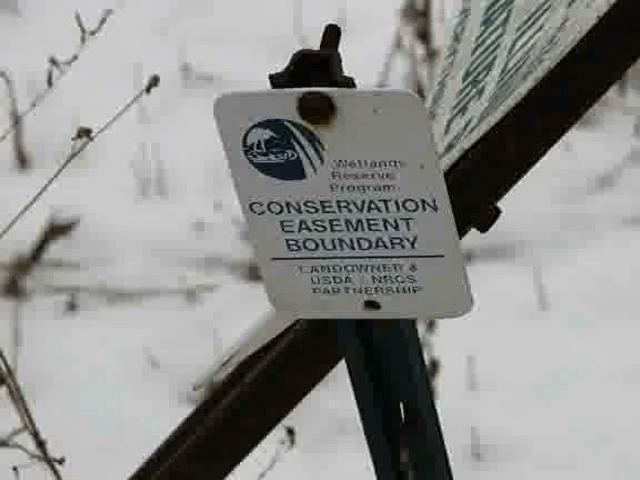 Wetlands
Reserve
Program
CONSERVATION
EASEMENT
BOUNDARY
LANDOWNER &
USDA / NRCS
PARTNERSHIP